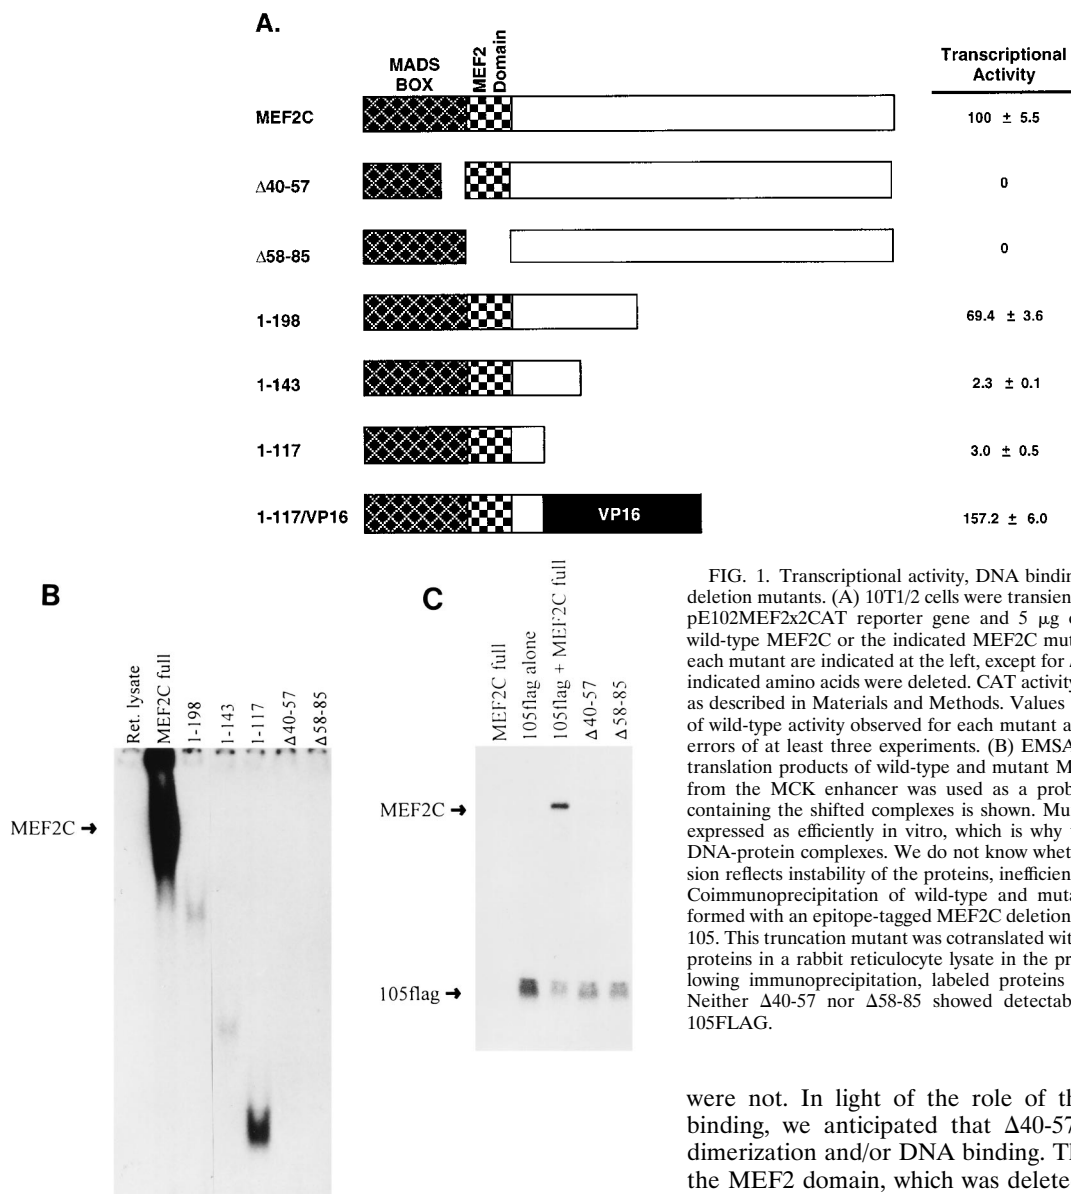 A.
MADS
BOX
MEF2
Domain
Transcriptional
Activity
MEF2C
100 ± 5.5
Δ40-57
0
Δ58-85
0
1-198
69.4 ± 3.6
1-143
2.3 ± 0.1
1-117
3.0 ± 0.5
1-117/VP16
VP16
157.2 ± 6.0
B
Ret. lysate
MEF2C full
1-198
1-143
1-117
Δ40-57
Δ58-85
MEF2C →
C
MEF2C full
105flag alone
105flag + MEF2C full
Δ40-57
Δ58-85
MEF2C →
105flag →
FIG. 1. Transcriptional activity, DNA binding
deletion mutants. (A) 10T1/2 cells were transien
pE102MEF2x2CAT reporter gene and 5 μg o
wild-type MEF2C or the indicated MEF2C mut
each mutant are indicated at the left, except for
indicated amino acids were deleted. CAT activity
as described in Materials and Methods. Values
of wild-type activity observed for each mutant a
errors of at least three experiments. (B) EMSA
translation products of wild-type and mutant M
from the MCK enhancer was used as a prob
containing the shifted complexes is shown. Mu
expressed as efficiently in vitro, which is why
DNA-protein complexes. We do not know whet
sion reflects instability of the proteins, inefficien
Coimmunoprecipitation of wild-type and muta
formed with an epitope-tagged MEF2C deletion
105. This truncation mutant was cotranslated wit
proteins in a rabbit reticulocyte lysate in the pr
lowing immunoprecipitation, labeled proteins
Neither Δ40-57 nor Δ58-85 showed detectab
105FLAG.
were not. In light of the role of th
binding, we anticipated that Δ40-57
dimerization and/or DNA binding. Th
the MEF2 domain, which was delete